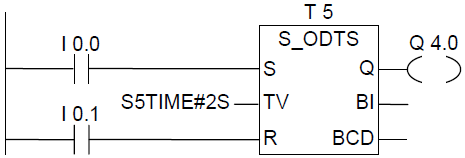 T 5
I 0.0
S_ODTS
Q 4.0
S
Q
I 0.1
S5TIME#2S
TV
BI
R
BCD